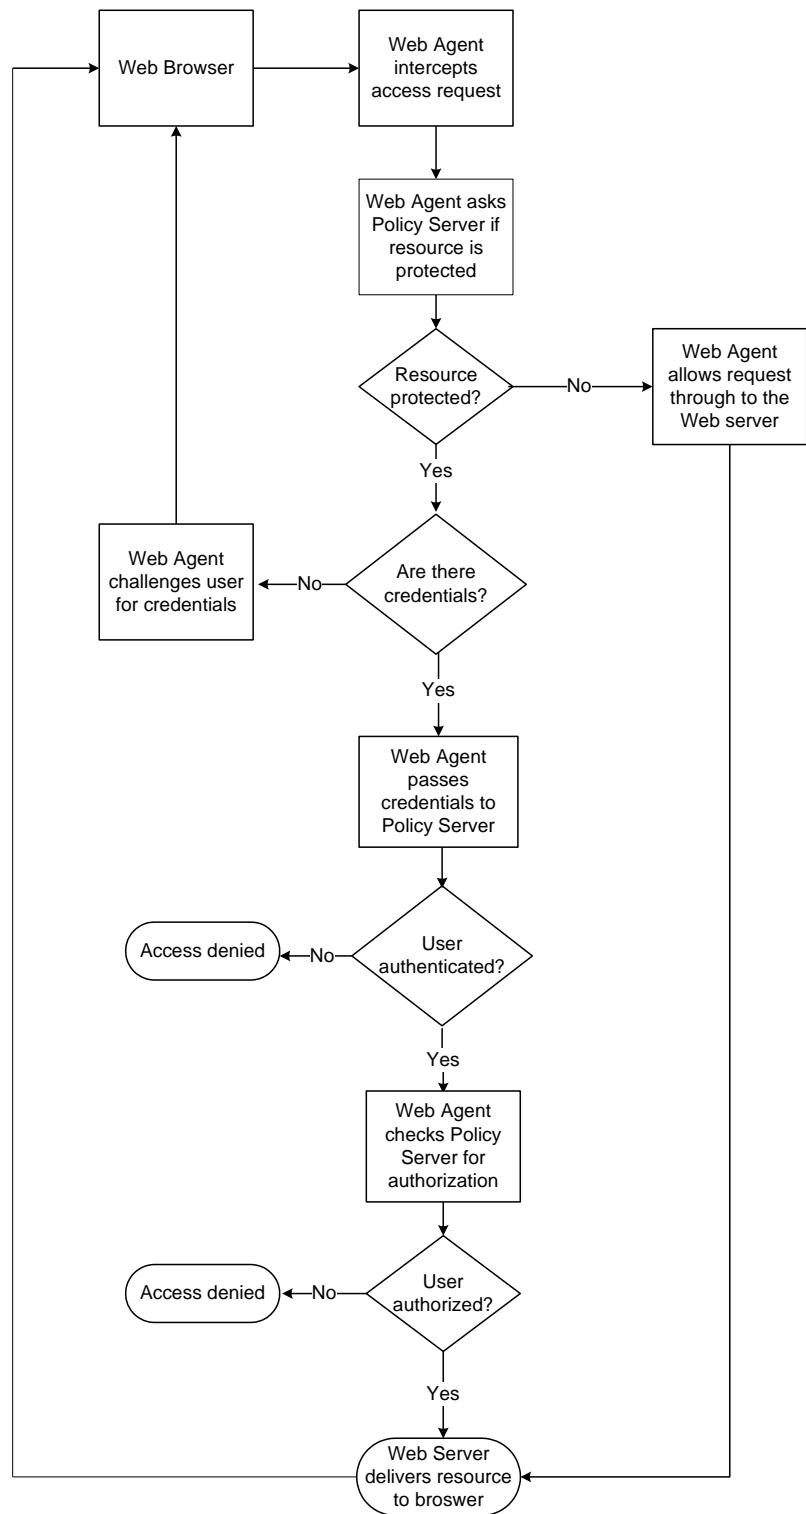 Web Browser
Web Agent
intercepts
access request
Web Agent asks
Policy Server if
resource is
protected
Resource
protected?
No
Web Agent
allows request
through to the
Web server
Yes
Are there
credentials?
No
Web Agent
challenges user
for credentials
Yes
Web Agent
passes
credentials to
Policy Server
User
authenticated?
No
Access denied
Yes
Web Agent
checks Policy
Server for
authorization
User
authorized?
No
Access denied
Yes
Web Server
delivers resource
to broswer